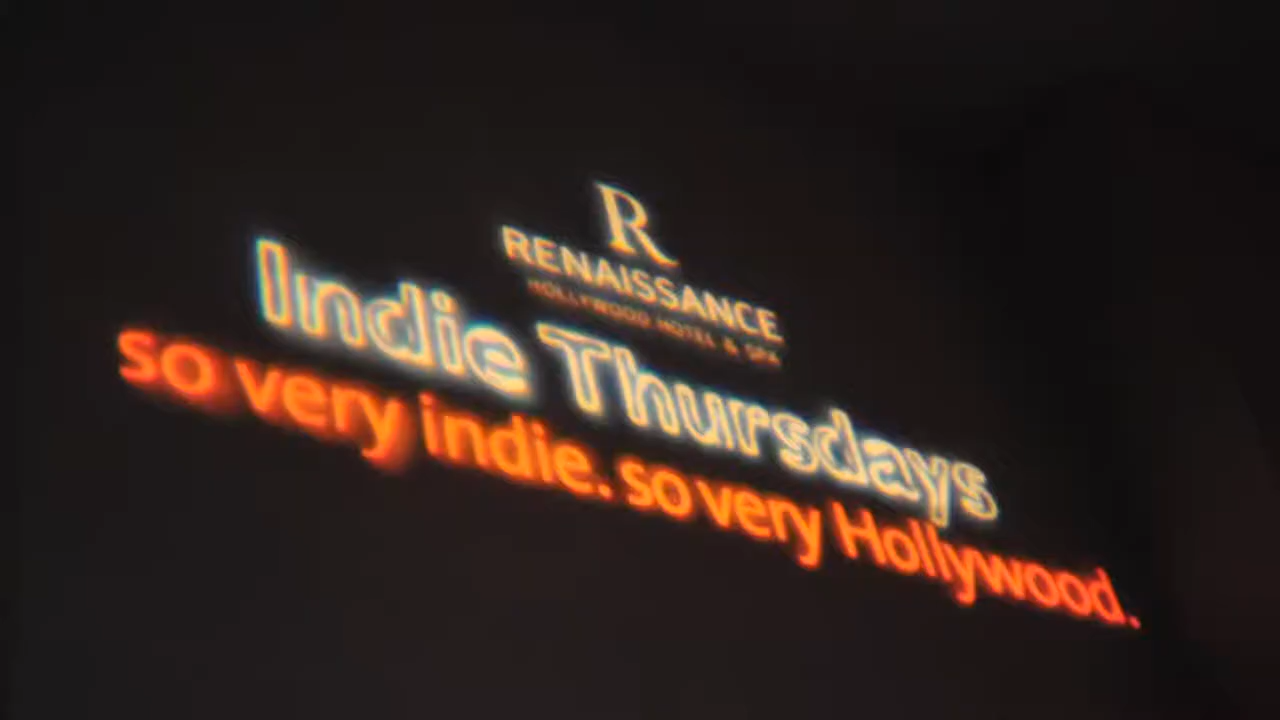 R
RENAISSANCE
HOLLYWOOD HOTEL & SPA
Indie Thursdays
so very indie. so very Hollywood.